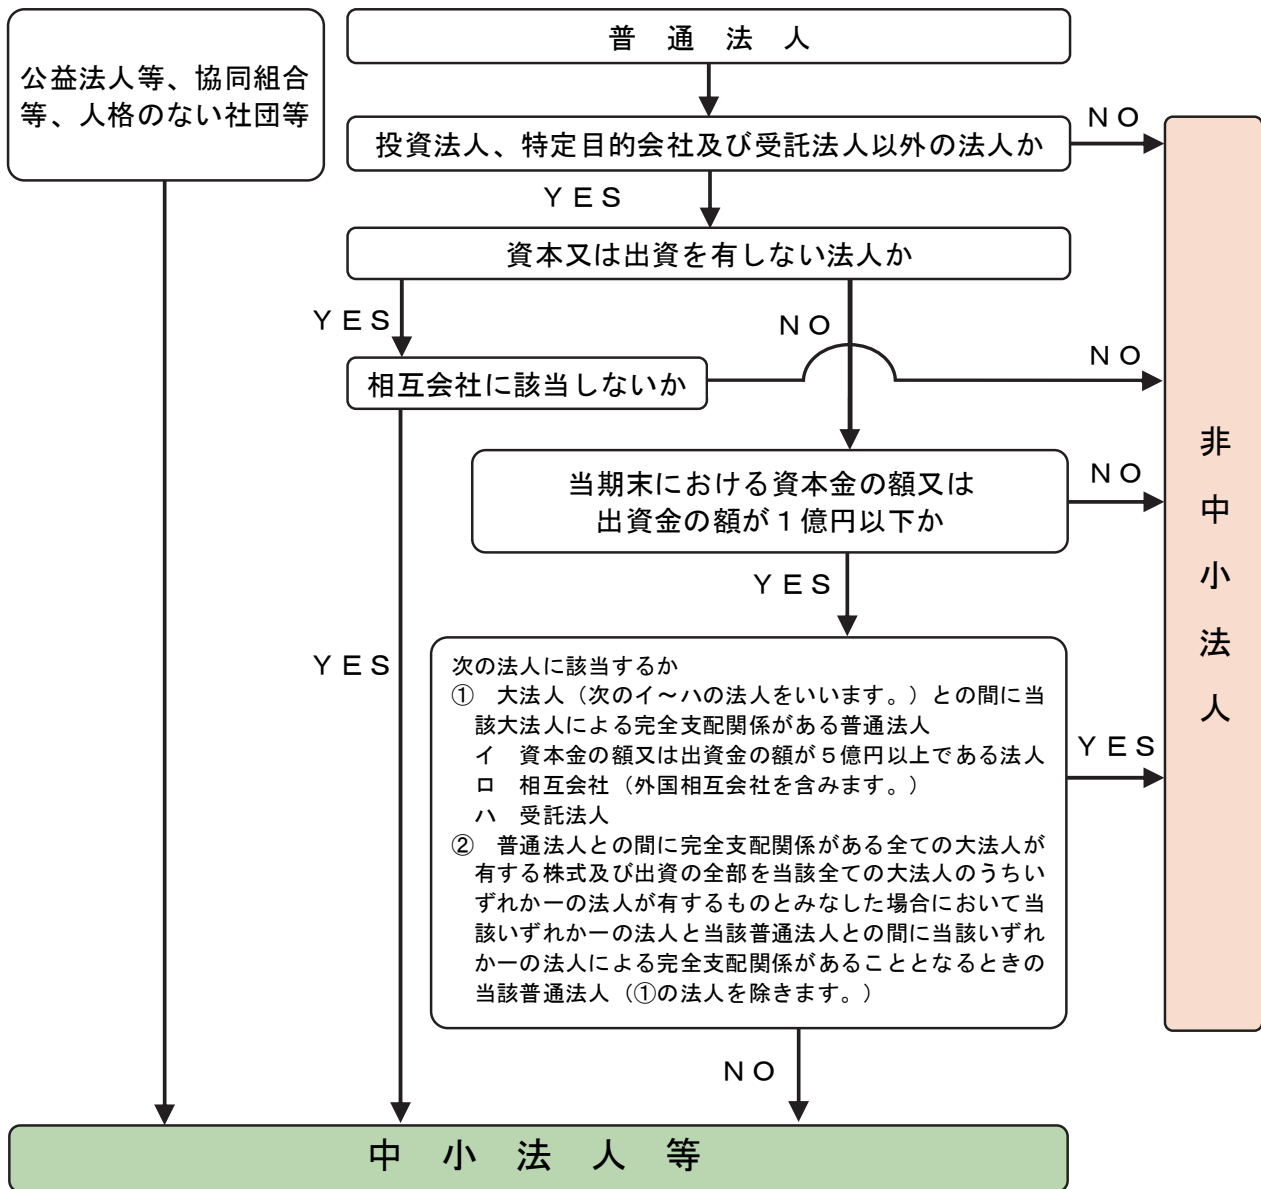 公益法人等、協同組合
等、人格のない社団等
普通法人
投資法人、特定目的会社及び受託法人以外の法人か
NO
YES
資本又は出資を有しない法人か
YES
NO
相互会社に該当しないか
NO
当期末における資本金の額又は
出資金の額が1億円以下か
NO
YES
YES
次の法人に該当するか
① 大法人(次のイ～ハの法人をいいます。)との間に当
該大法人による完全支配関係がある普通法人
イ 資本金の額又は出資金の額が5億円以上である法人
ロ 相互会社(外国相互会社を含みます。)
ハ 受託法人
② 普通法人との間に完全支配関係がある全ての大法人が
有する株式及び出資の全部を当該全ての大法人のうちい
ずれか一の法人が有するものとみなした場合において当
該いずれか一の法人と当該普通法人との間に当該いずれ
か一の法人による完全支配関係があることとなるときの
当該普通法人(①の法人を除きます。)
YES
NO
非中小法人
中小法人等